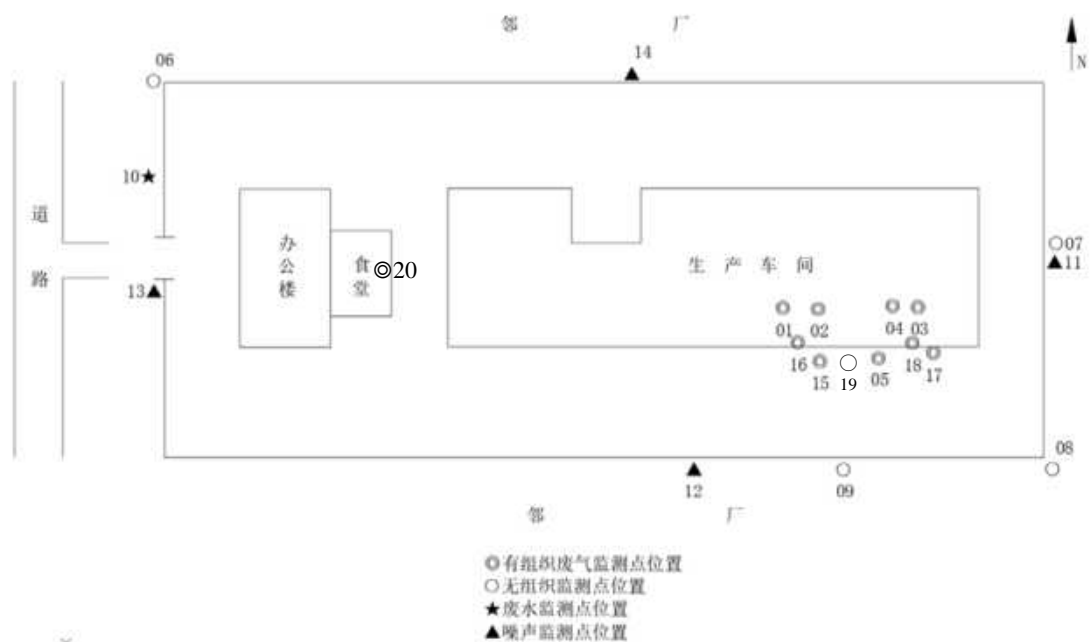 邻 厂
06
14
N
10
道路
办公楼
食堂
20
生产车间
07
11
13
01 02 04 03
16 18
15 19 05 17
08
12 09
邻 厂
有组织废气监测点位置
无组织监测点位置
废水监测点位置
噪声监测点位置